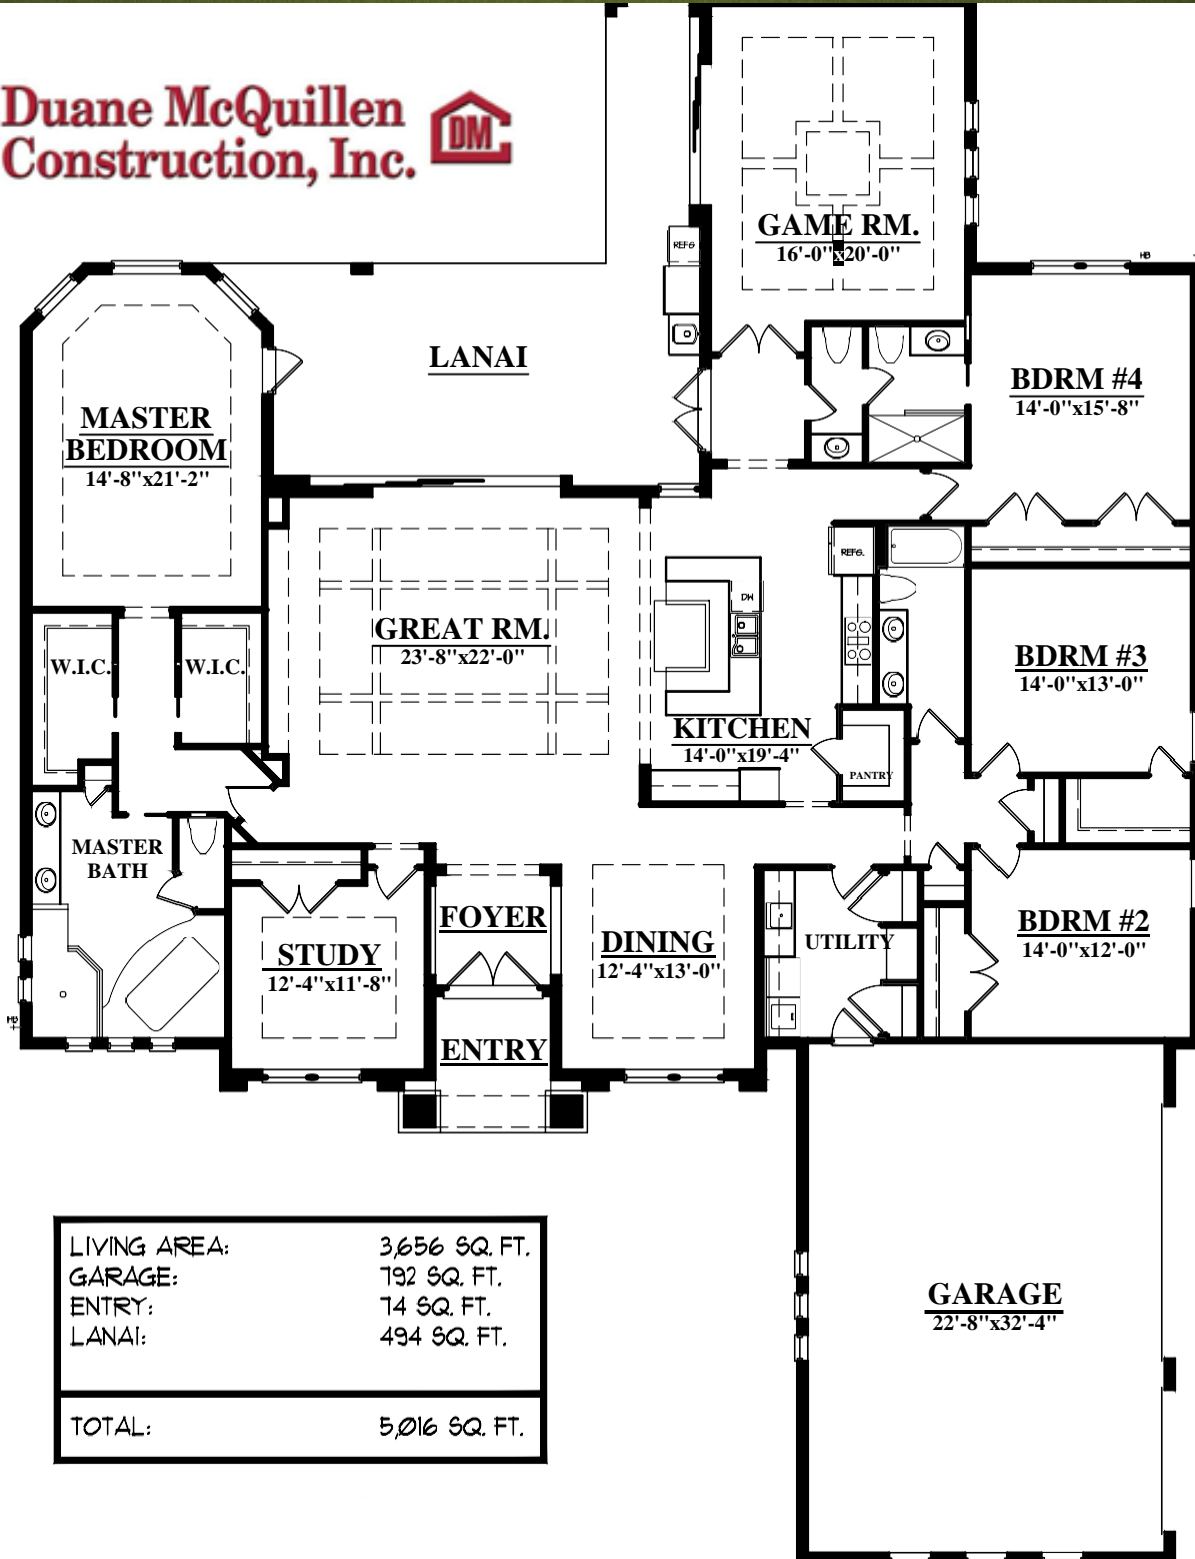 Duane McQuillen
Construction, Inc.
DM
GAME RM.
16'-0"x20'-0"
REFG
HB
LANAI
BDRM #4
14'-0"x15'-8"
MASTER
BEDROOM
14'-8"x21'-2"
REFG.
DW
GREAT RM.
23'-8"x22'-0"
W.I.C.
W.I.C.
BDRM #3
14'-0"x13'-0"
KITCHEN
14'-0"x19'-4"
PANTRY
MASTER
BATH
FOYER
STUDY
12'-4"x11'-8"
DINING
12'-4"x13'-0"
UTILITY
BDRM #2
14'-0"x12'-0"
HB
ENTRY
LIVING AREA: 3,656 SQ. FT.
GARAGE: 792 SQ. FT.
ENTRY: 74 SQ. FT.
LANAI: 494 SQ. FT.
TOTAL: 5,016 SQ. FT.
GARAGE
22'-8"x32'-4"